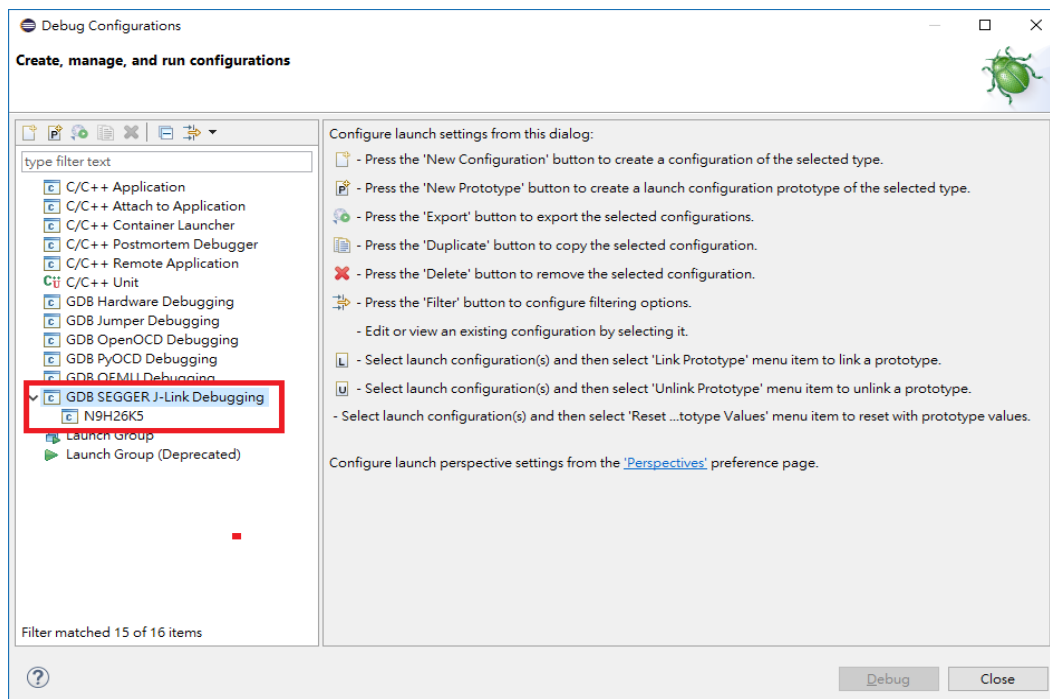 Debug Configurations
Create, manage, and run configurations
type filter text
C/C++ Application
C/C++ Attach to Application
C/C++ Container Launcher
C/C++ Postmortem Debugger
C/C++ Remote Application
C/C++ Unit
GDB Hardware Debugging
GDB Jumper Debugging
GDB OpenOCD Debugging
GDB PyOCD Debugging
GDB QEMU Debugging
GDB SEGGER J-Link Debugging
N9H26K5
Launch Group
Launch Group (Deprecated)
Filter matched 15 of 16 items
Configure launch settings from this dialog:
- Press the 'New Configuration' button to create a configuration of the selected type.
- Press the 'New Prototype' button to create a launch configuration prototype of the selected type.
- Press the 'Export' button to export the selected configurations.
- Press the 'Duplicate' button to copy the selected configuration.
- Press the 'Delete' button to remove the selected configuration.
- Press the 'Filter' button to configure filtering options.
- Edit or view an existing configuration by selecting it.
- Select launch configuration(s) and then select 'Link Prototype' menu item to link a prototype.
- Select launch configuration(s) and then select 'Unlink Prototype' menu item to unlink a prototype.
- Select launch configuration(s) and then select 'Reset ...totype Values' menu item to reset with prototype values.
Configure launch perspective settings from the 'Perspectives' preference page.
Debug
Close